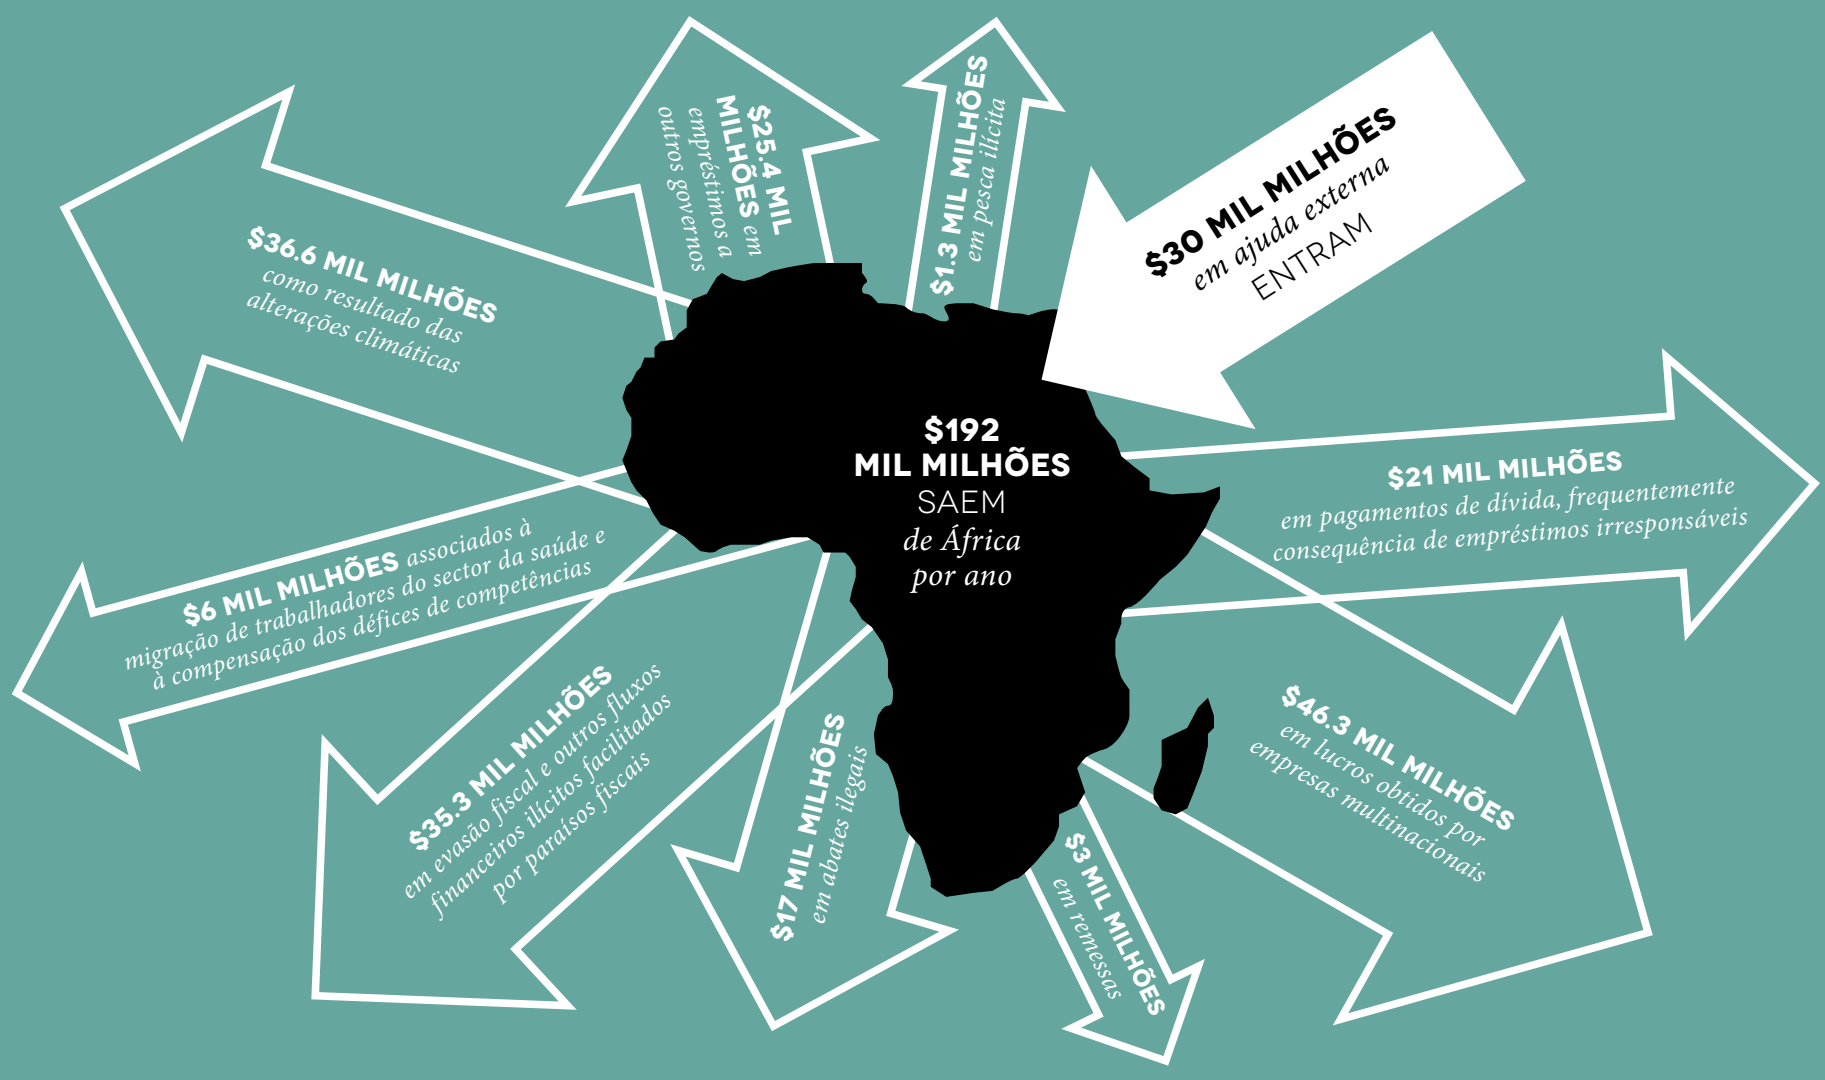 $25.4 MIL
MILHÕES em
empréstimos a
outros governos
$1.3 MIL MILHÕES
em pesca ilícita
$30 MIL MILHÕES
em ajuda externa
ENTRAM
$36.6 MIL MILHÕES
como resultado das
alterações climáticas
$192
MIL MILHÕES
SAEM
de África
por ano
$21 MIL MILHÕES
em pagamentos de dívida, frequentemente
consequência de empréstimos irresponsáveis
$6 MIL MILHÕES associados à
migração de trabalhadores do sector da saúde e
à compensação dos défices de competências
$35.3 MIL MILHÕES
em evasão fiscal e outros fluxos
financeiros ilícitos facilitados
por paraísos fiscais
$17 MIL MILHÕES
em abates ilegais
$3 MIL MILHÕES
em remessas
$46.3 MIL MILHÕES
em lucros obtidos por
empresas multinacionais